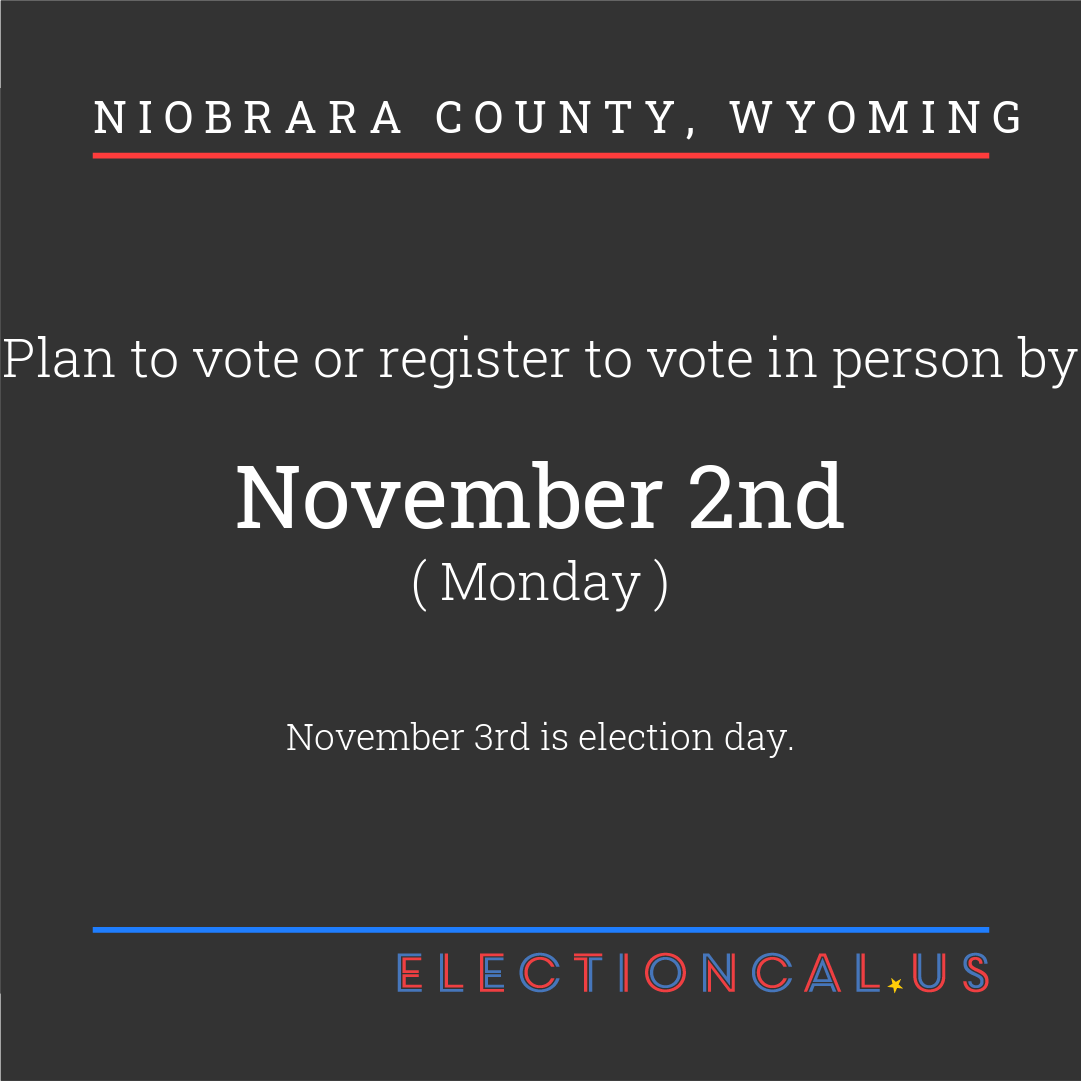 NIOBRARA COUNTY, WYOMING
Plan to vote or register to vote in person by
November 2nd
( Monday )
November 3rd is election day.
ELECTIONCAL.US